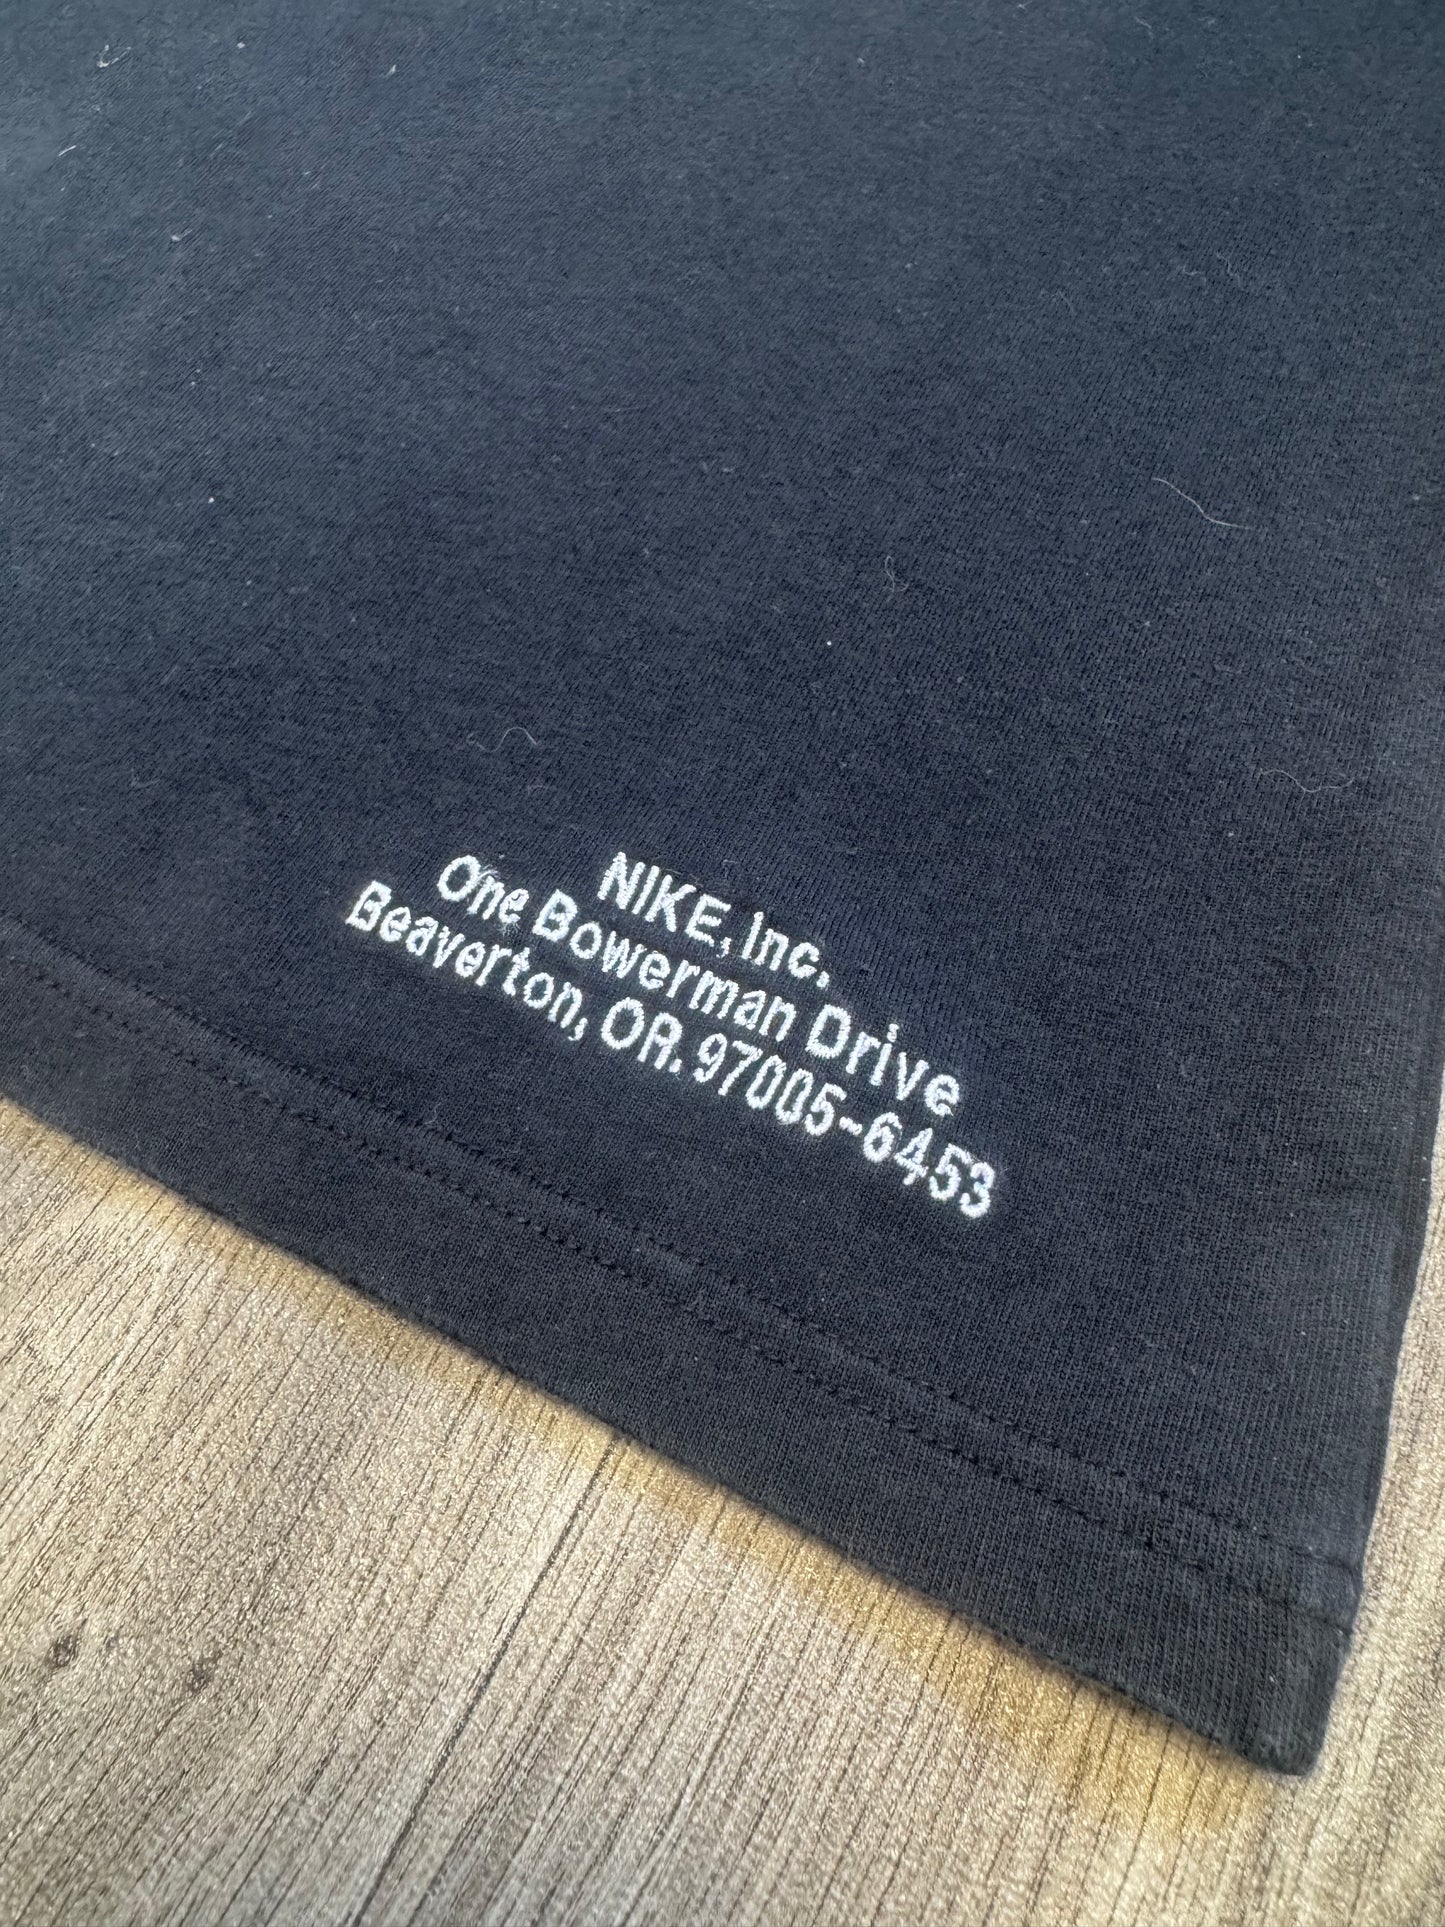 NIKE, Inc.
One Bowerman Drive
Beaverton, OR. 97005-6453